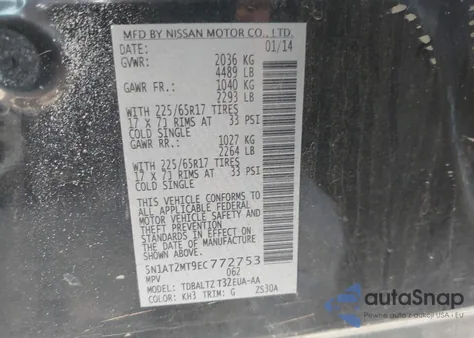 MFD BY NISSAN MOTOR CO., LTD.
DATE: 01/14
GVWR: 2036 KG
4489 LB
GAWR FR: 1040 KG
2293 LB
WITH 225/65R17 TIRES
17 X 7J RIMS AT 33 PSI
COLD SINGLE
GAWR RR.: 1027 KG
2264 LB
WITH 225/65R17 TIRES
17 X 7J RIMS AT 33 PSI
COLD SINGLE
THIS VEHICLE CONFORMS TO
ALL APPLICABLE FEDERAL
MOTOR VEHICLE SAFETY AND
THEFT PREVENTION
STANDARDS IN EFFECT ON
THE DATE OF MANUFACTURE
SHOWN ABOVE.
5N1AT2MT9EC772753
MPV 062
MODEL: TDBALTZ T32EUA-AA
COLOR: KH3 TRIM: G 2S30A
autoSnap